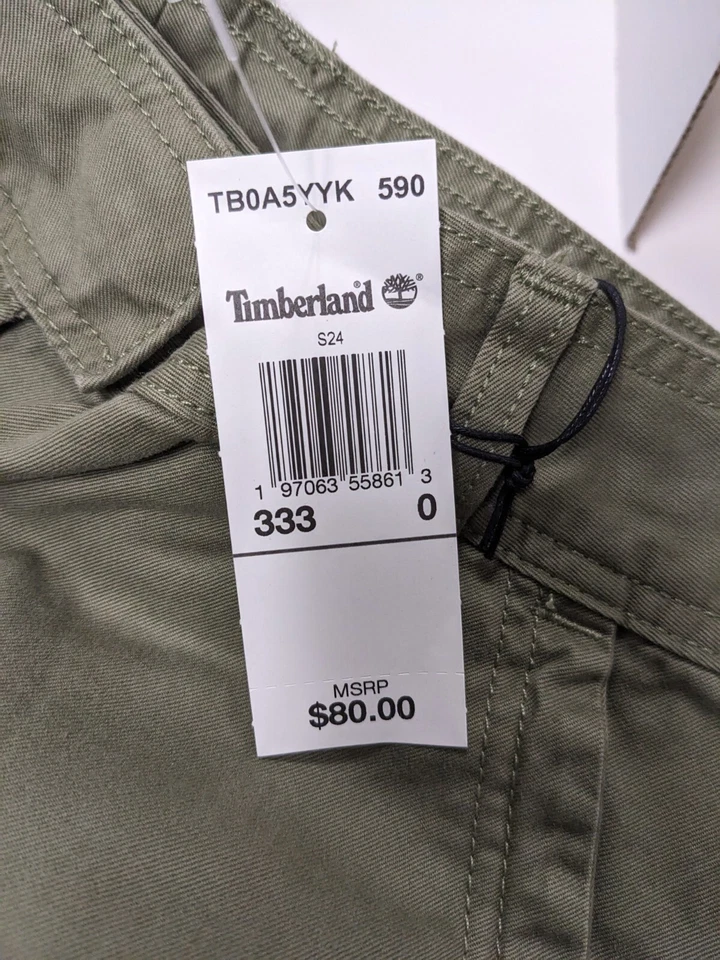 TB0A5YYK 590
Timberland®
S24
1 97063 55861 3
333 0
MSRP
$80.00